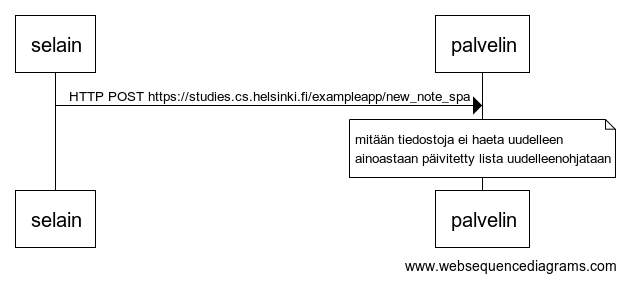 selain
palvelin
HTTP POST https://studies.cs.helsinki.fi/exampleapp/new_note_spa
mitään tiedostoja ei haeta uudelleen
ainoastaan päivitetty lista uudelleenohjataan
selain
palvelin
www.websequencediagrams.com